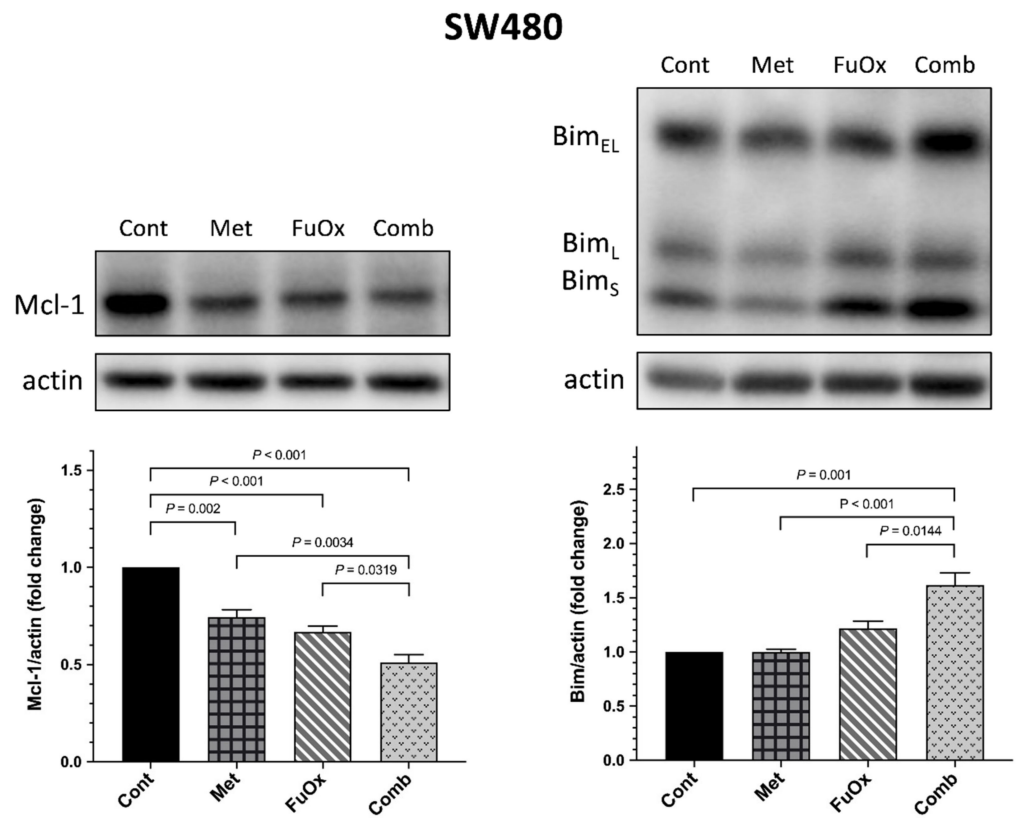 SW480
Cont Met FuOx Comb
Mcl-1
actin
Cont Met FuOx Comb
BimEL
BimL
BimS
actin
Mcl-1/actin (fold change)
1.5
1.0
0.5
0.0
P < 0.001
P < 0.001
P = 0.002
P = 0.0034
P = 0.0319
Cont Met FuOx Comb
Bim/actin (fold change)
2.5
2.0
1.5
1.0
0.5
0.0
P = 0.001
P < 0.001
P = 0.0144
Cont Met FuOx Comb